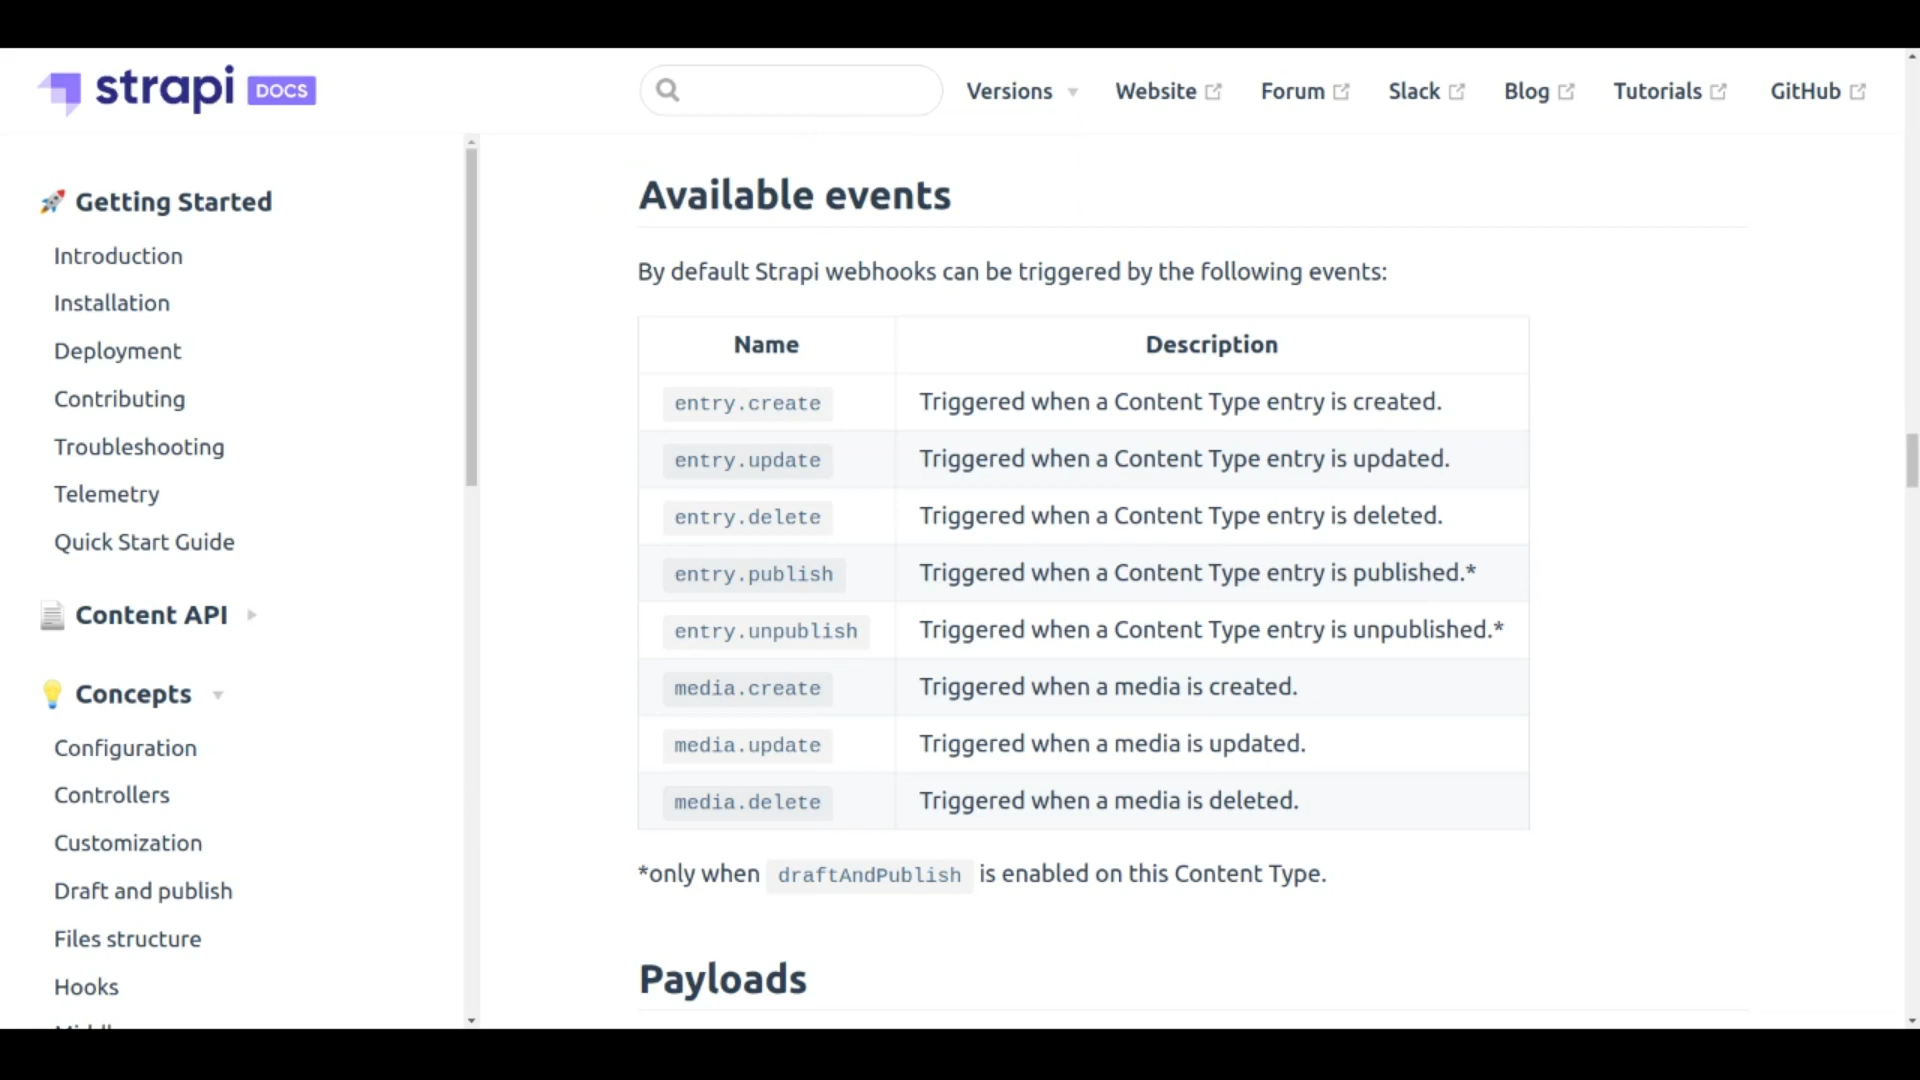 strapi DOCS
Versions
Website
Forum
Slack
Blog
Tutorials
GitHub
Getting Started
Introduction
Installation
Deployment
Contributing
Troubleshooting
Telemetry
Quick Start Guide
Content API
Concepts
Configuration
Controllers
Customization
Draft and publish
Files structure
Hooks
Available events
By default Strapi webhooks can be triggered by the following events:
Name Description
entry.create Triggered when a Content Type entry is created.
entry.update Triggered when a Content Type entry is updated.
entry.delete Triggered when a Content Type entry is deleted.
entry.publish Triggered when a Content Type entry is published.*
entry.unpublish Triggered when a Content Type entry is unpublished.*
media.create Triggered when a media is created.
media.update Triggered when a media is updated.
media.delete Triggered when a media is deleted.
*only when draftAndPublish is enabled on this Content Type.
Payloads